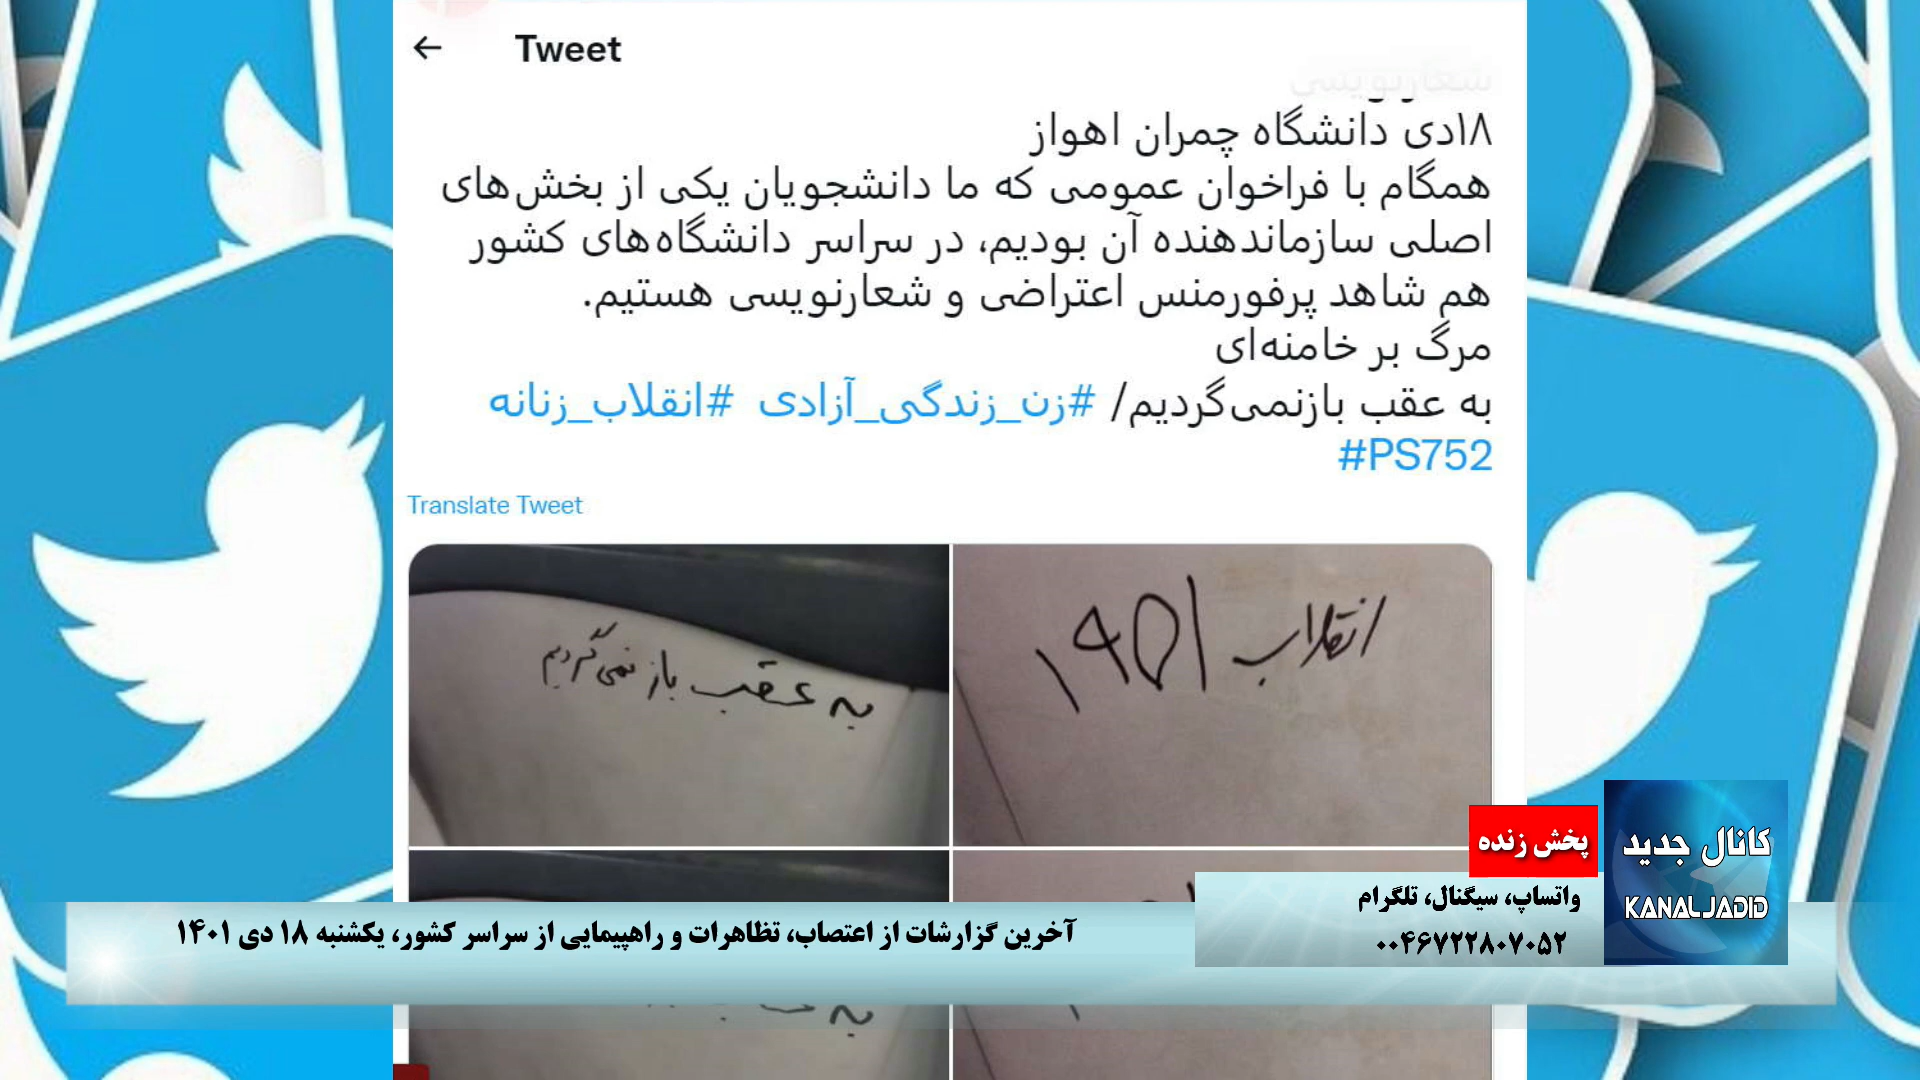 Tweet
شعارنویسی
۱۸دی دانشگاه چمران اهواز
همگام با فراخوان عمومی که ما دانشجویان یکی از بخش‌های
اصلی سازماندهنده آن بودیم، در سراسر دانشگاه‌های کشور
هم شاهد پرفورمنس اعتراضی و شعارنویسی هستیم.
مرگ بر خامنه‌ای
به عقب بازنمی‌گردیم/ #زن_زندگی_آزادی #انقلاب_زنانه
#PS752
Translate Tweet
انقلاب ۱۴۰۱
به عقب باز نمی‌گردیم
پخش زنده
کانال جدید
KANAL JADID
واتساپ، سیگنال، تلگرام
۰۰۴۶۷۲۲۸۰۷۰۵۲
آخرین گزارشات از اعتصاب، تظاهرات و راهپیمایی از سراسر کشور، یکشنبه ۱۸ دی ۱۴۰۱